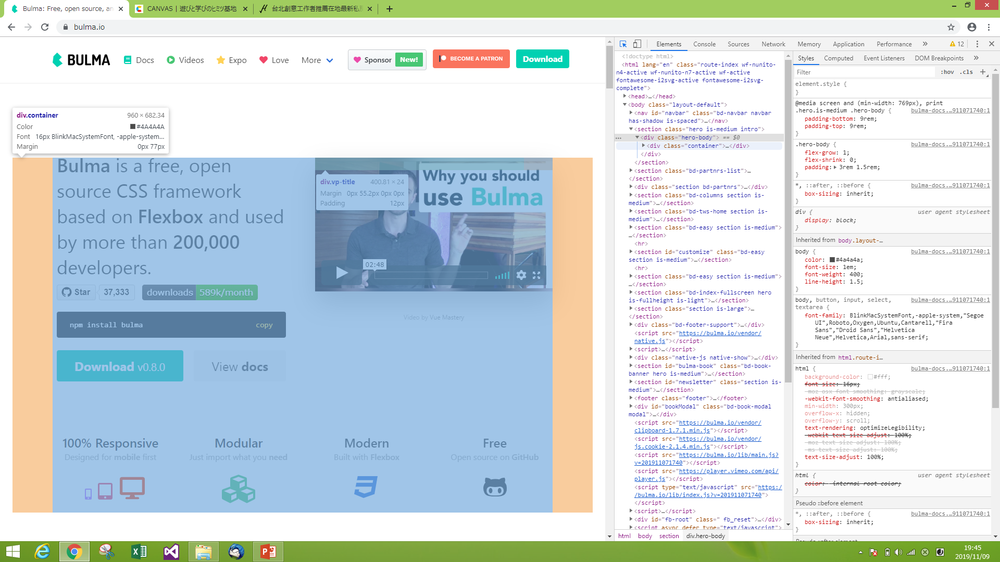 Bulma: Free, open source, an
CANVAS | 遊びと学びのヒミツ基地
台北創意工作者推薦在地最新私
bulma.io
BULMA
Docs
Videos
Expo
Love
More
Sponsor
New!
BECOME A PATRON
Download
div.container 960 × 682.34
Color #4A4A4A
Font 16px BlinkMacSystemFont, -apple-system...
Margin 0px 77px
Bulma is a free, open
source CSS framework
based on Flexbox and used
by more than 200,000
developers.
Star 37,333 downloads 589k/month
npm install bulma copy
Download v0.8.0 View docs
div.vp-title 400.81 × 24
Margin 0px 55.2px 0px 0px
Padding 12px
Why you should
use Bulma
02:48
Video by Vue Mastery
100% Responsive
Designed for mobile first
Modular
Just import what you need
Modern
Built with Flexbox
Free
Open source on GitHub
Elements Console Sources Network Memory Application Performance 12
<!doctype html>
<html lang="en" class="route-index wf-nunito-
n4-active wf-nunito-n7-active wf-active
fontawesome-i2svg-active fontawesome-i2svg-
complete">
<head>…</head>
<body class="layout-default">
<nav id="navbar" class="bd-navbar navbar
has-shadow is-spaced">…</nav>
<section class="hero is-medium intro">
<div class="hero-body"> == $0
<div class="container">…</div>
</div>
</section>
<section class="bd-partnrs-list">…
</section>
<div class="section bd-partnrs">…</div>
<section class="bd-columns section is-
medium">…</section>
<section class="bd-tws-home section is-
medium">…</section>
<section class="bd-easy section is-medium">
…</section>
<hr>
<section id="customize" class="bd-easy
section is-medium">…</section>
<hr>
<section class="bd-easy section is-medium">
…</section>
<section class="bd-index-fullscreen hero
is-fullheight is-light">…</section>
<section class="section is-large">…
</section>
<div class="bd-footer-support">…</div>
<script src="https://bulma.io/vendor/
native.js"></script>
<script>…</script>
<div class="native-js native-show">…</div>
<section id="bulma-book" class="bd-book-
banner hero is-medium">…</section>
<section id="newsletter" class="section is-
medium">…</section>
<footer class="footer">…</footer>
<div id="bookModal" class="bd-book-modal
modal">…</div>
<script src="https://bulma.io/vendor/
clipboard-1.7.1.min.js"></script>
<script src="https://bulma.io/vendor/
js.cookie-2.1.4.min.js"></script>
<script src="https://bulma.io/lib/main.js?
v=201911071740"></script>
<script src="https://player.vimeo.com/api/
player.js"></script>
<script type="text/javascript" src="https:/
/bulma.io/lib/index.js?v=201911071740">
</script>
<script>…</script>
<div id="fb-root" class=" fb_reset">…</div>
<script async defer type="text/javascript">
html body section div.hero-body
Styles Computed Event Listeners DOM Breakpoints
Filter :hov .cls
element.style {
}
@media screen and (min-width: 769px), print
.hero.is-medium .hero-body { bulma-docs.…911071740:1
padding-bottom: 9rem;
padding-top: 9rem;
}
.hero-body { bulma-docs.…911071740:1
flex-grow: 1;
flex-shrink: 0;
padding: 3rem 1.5rem;
}
*, ::after, ::before { bulma-docs.…911071740:1
box-sizing: inherit;
}
div { user agent stylesheet
display: block;
}
Inherited from body.layout-…
body { bulma-docs.…911071740:1
color: #4a4a4a;
font-size: 1em;
font-weight: 400;
line-height: 1.5;
}
body, button, input, select, bulma-docs.…911071740:1
textarea {
font-family: BlinkMacSystemFont,-apple-system,"Segoe
UI",Roboto,Oxygen,Ubuntu,Cantarell,"Fira
Sans","Droid Sans","Helvetica
Neue",Helvetica,Arial,sans-serif;
}
Inherited from html.route-i…
html { bulma-docs.…911071740:1
background-color: #fff;
font-size: 16px;
-moz-osx-font-smoothing: grayscale;
-webkit-font-smoothing: antialiased;
min-width: 300px;
overflow-x: hidden;
overflow-y: scroll;
text-rendering: optimizeLegibility;
-webkit-text-size-adjust: 100%;
-moz-text-size-adjust: 100%;
-ms-text-size-adjust: 100%;
text-size-adjust: 100%;
}
html { user agent stylesheet
color: -internal-root-color;
}
Pseudo ::before element
*, ::after, ::before { bulma-docs.…911071740:1
box-sizing: inherit;
}
19:45
2019/11/09